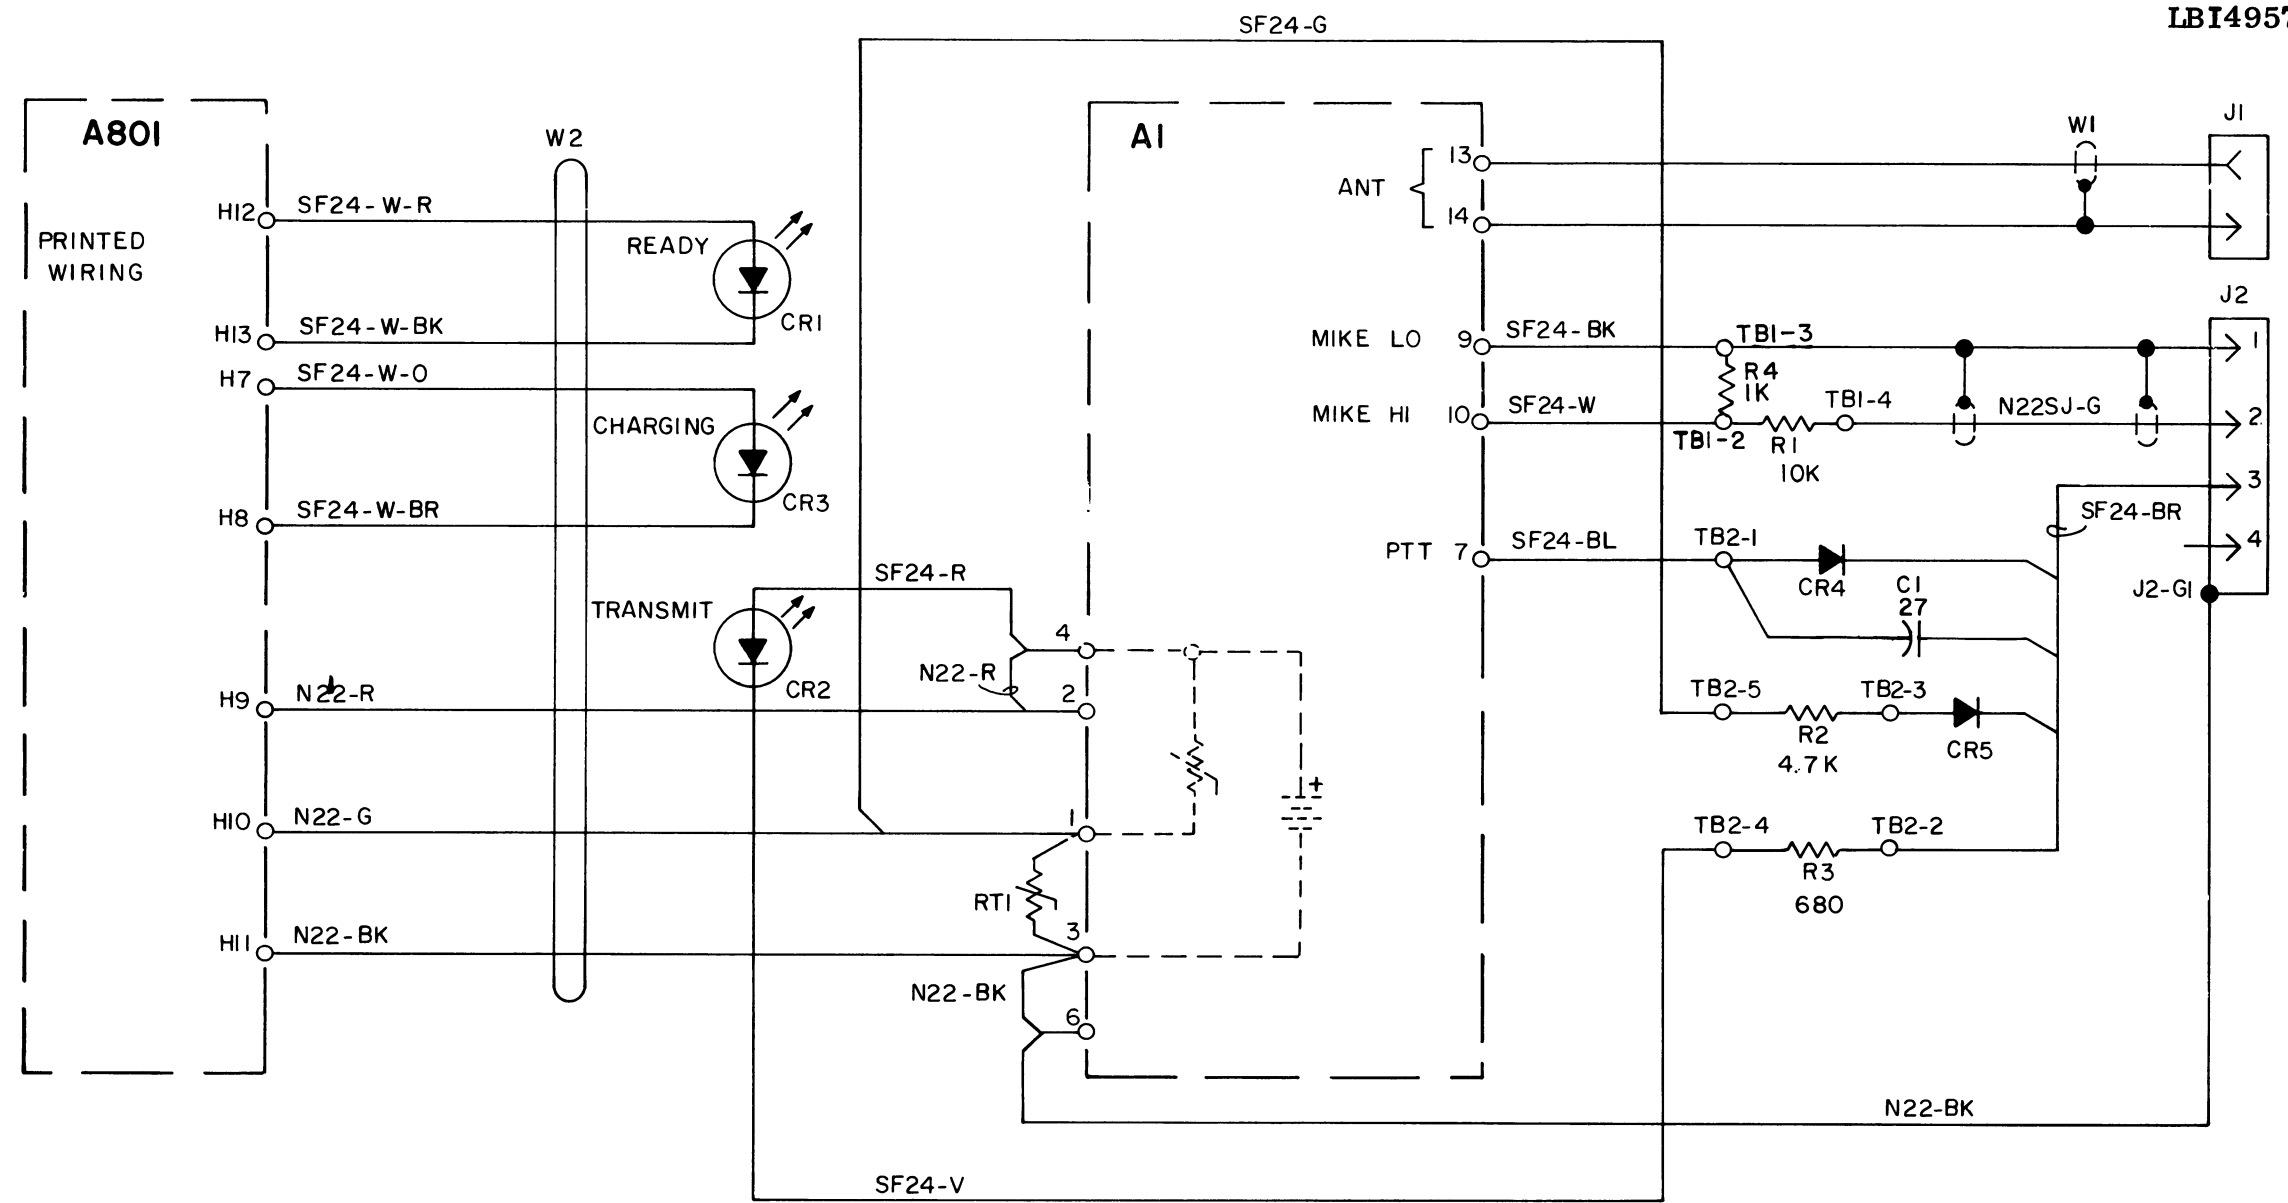 SF24-G
LBI4957
A801
PRINTED
WIRING
H12
SF24-W-R
H13
SF24-W-BK
H7
SF24-W-O
H8
SF24-W-BR
H9
N22-R
H10
N22-G
H11
N22-BK
W2
READY
CR1
CHARGING
CR3
TRANSMIT
CR2
SF24-R
N22-R
4
2
1
RT1
3
N22-BK
6
A1
+
ANT
13
14
MIKE LO 9
MIKE HI 10
PTT 7
SF24-BK
SF24-W
SF24-BL
TB1-3
R4
1K
TB1-2
R1
10K
TB1-4
N22SJ-G
W1
J1
J2
1
2
3
4
SF24-BR
J2-G1
TB2-1
CR4
C1
27
TB2-5
R2
4.7K
TB2-3
CR5
TB2-4
R3
680
TB2-2
N22-BK
SF24-V